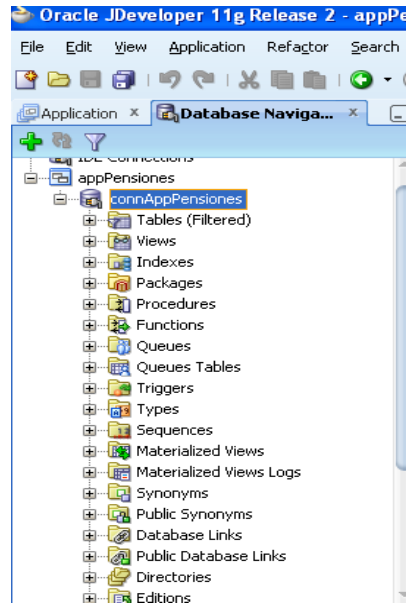 Oracle JDeveloper 11g Release 2 - appPe
File Edit View Application Refactor Search
Application Database Naviga...
IDE Connections
appPensiones
connAppPensiones
Tables (Filtered)
Views
Indexes
Packages
Procedures
Functions
Queues
Queues Tables
Triggers
Types
Sequences
Materialized Views
Materialized Views Logs
Synonyms
Public Synonyms
Database Links
Public Database Links
Directories
Editions